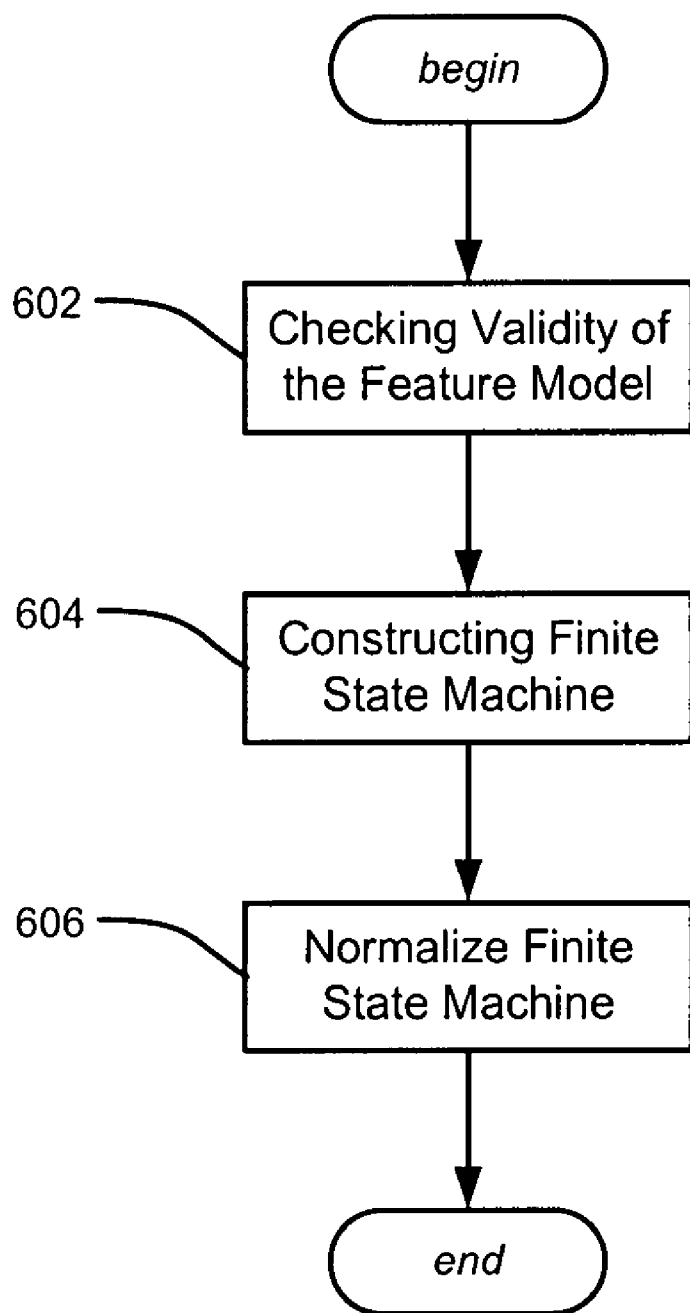 begin
602
Checking Validity of
the Feature Model
604
Constructing Finite
State Machine
606
Normalize Finite
State Machine
end